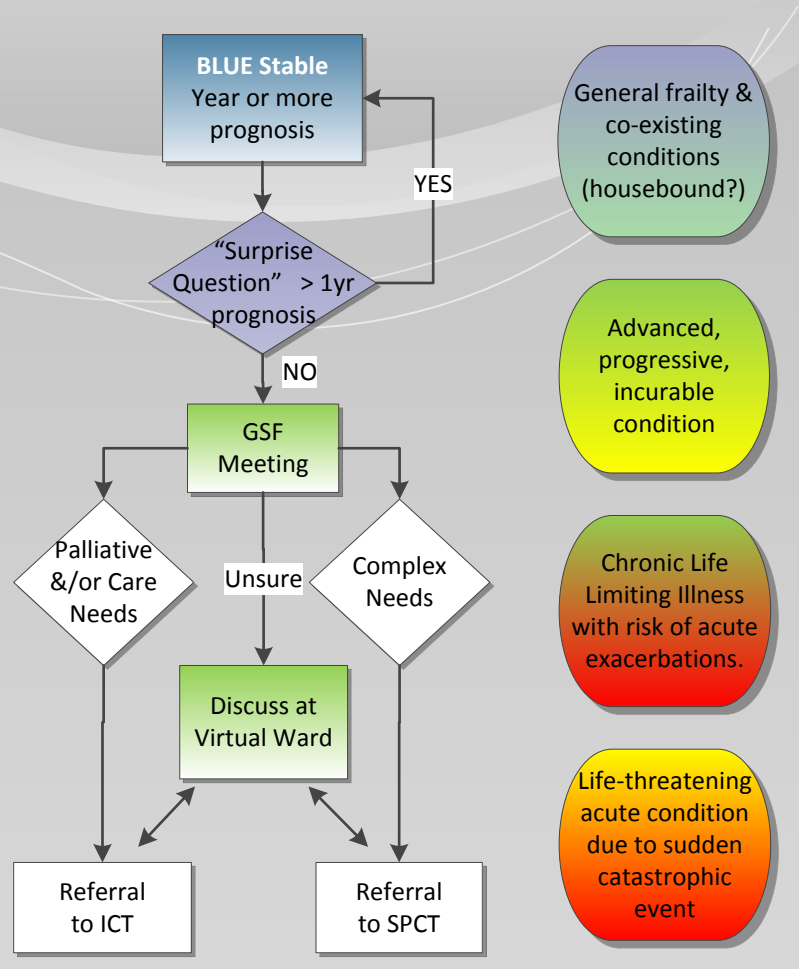 BLUE Stable
Year or more
prognosis
YES
“Surprise
Question” > 1yr
prognosis
NO
GSF
Meeting
Palliative
&/or Care
Needs
Unsure
Complex
Needs
Discuss at
Virtual Ward
Referral
to ICT
Referral
to SPCT
General frailty &
co-existing
conditions
(housebound?)
Advanced,
progressive,
incurable
condition
Chronic Life
Limiting Illness
with risk of acute
exacerbations.
Life-threatening
acute condition
due to sudden
catastrophic
event